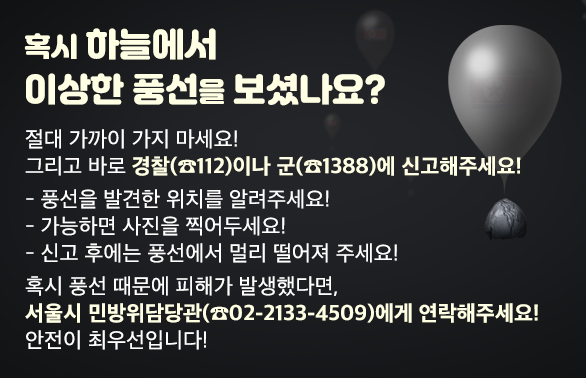 혹시 하늘에서
이상한 풍선을 보셨나요?
절대 가까이 가지 마세요!
그리고 바로 경찰(☎112)이나 군(☎1388)에 신고해주세요!
- 풍선을 발견한 위치를 알려주세요!
- 가능하면 사진을 찍어두세요!
- 신고 후에는 풍선에서 멀리 떨어져 주세요!
혹시 풍선 때문에 피해가 발생했다면,
서울시 민방위담당관(☎02-2133-4509)에게 연락해주세요!
안전이 최우선입니다!